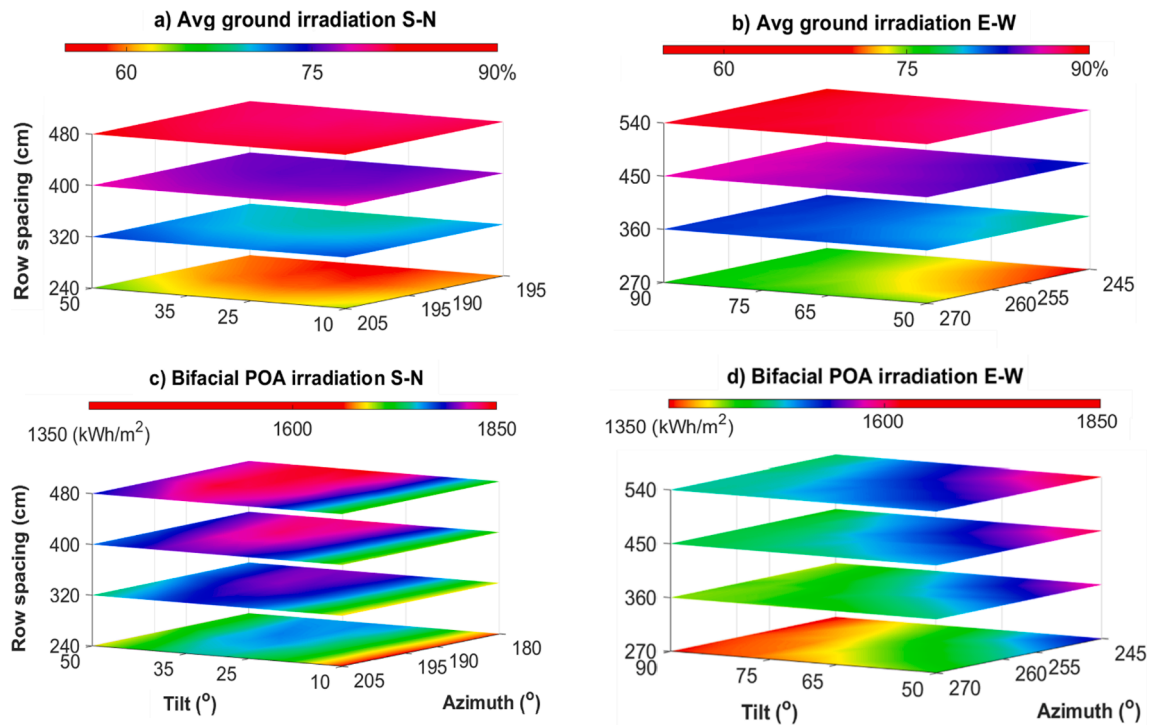 a) Avg ground irradiation S-N
60 75 90%
Row spacing (cm)
480
400
320
240
50 35 25 10
205 195 190 195
b) Avg ground irradiation E-W
60 75 90%
540
450
360
270
90 75 65 50
270 260 255 245
c) Bifacial POA irradiation S-N
1350 (kWh/m²) 1600 1850
Row spacing (cm)
480
400
320
240
50 35 25 10
205 195 190 180
Tilt (o) Azimuth (o)
d) Bifacial POA irradiation E-W
1350 (kWh/m²) 1600 1850
540
450
360
270
90 75 65 50
270 260 255 245
Tilt (o) Azimuth (o)